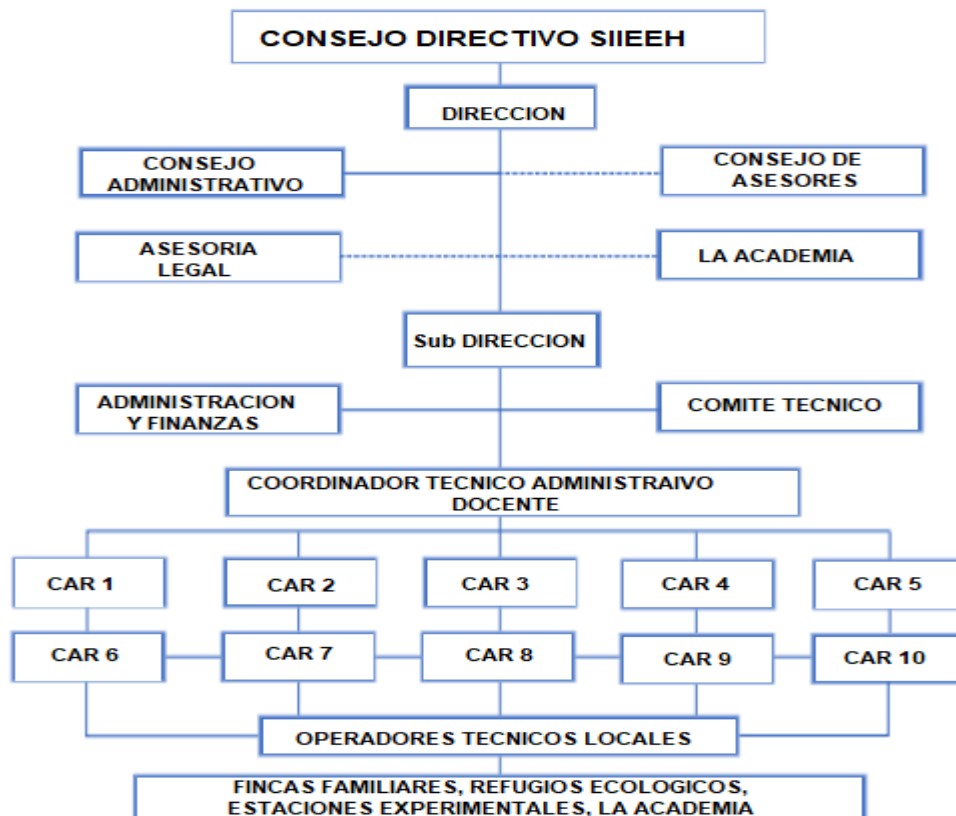 CONSEJO DIRECTIVO SIIEEH
DIRECCION
CONSEJO
ADMINISTRATIVO
CONSEJO DE
ASESORES
ASESORIA
LEGAL
LA ACADEMIA
Sub DIRECCION
ADMINISTRACION
Y FINANZAS
COMITE TECNICO
COORDINADOR TECNICO ADMINISTRAIVO
DOCENTE
CAR 1
CAR 2
CAR 3
CAR 4
CAR 5
CAR 6
CAR 7
CAR 8
CAR 9
CAR 10
OPERADORES TECNICOS LOCALES
FINCAS FAMILIARES, REFUGIOS ECOLOGICOS,
ESTACIONES EXPERIMENTALES, LA ACADEMIA